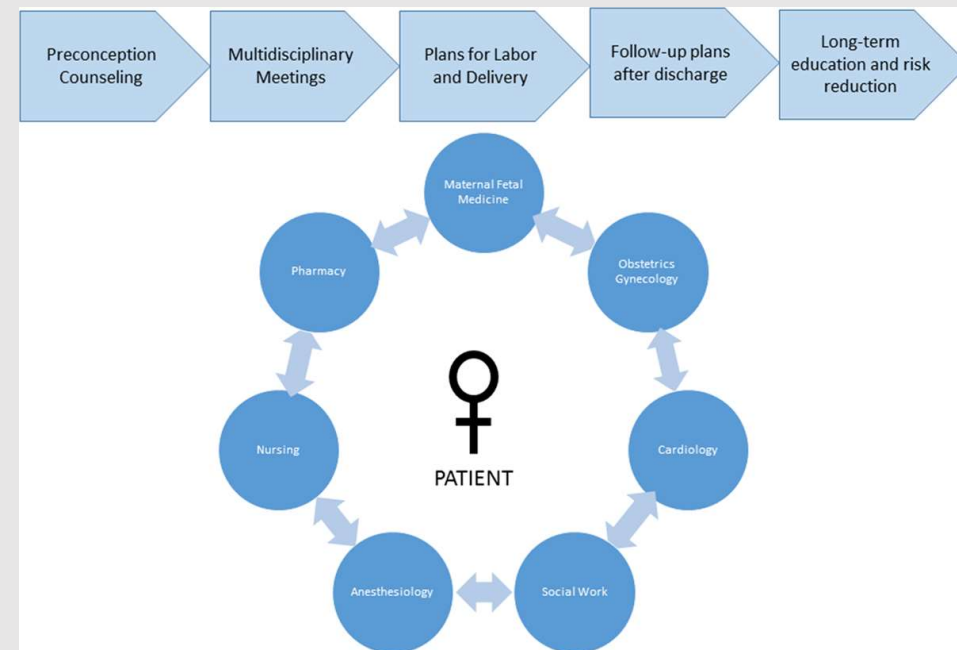 Preconception
Counseling
Multidisciplinary
Meetings
Plans for Labor
and Delivery
Follow-up plans
after discharge
Long-term
education and risk
reduction
Maternal Fetal
Medicine
Pharmacy
Obstetrics
Gynecology
Nursing
PATIENT
Cardiology
Anesthesiology
Social Work